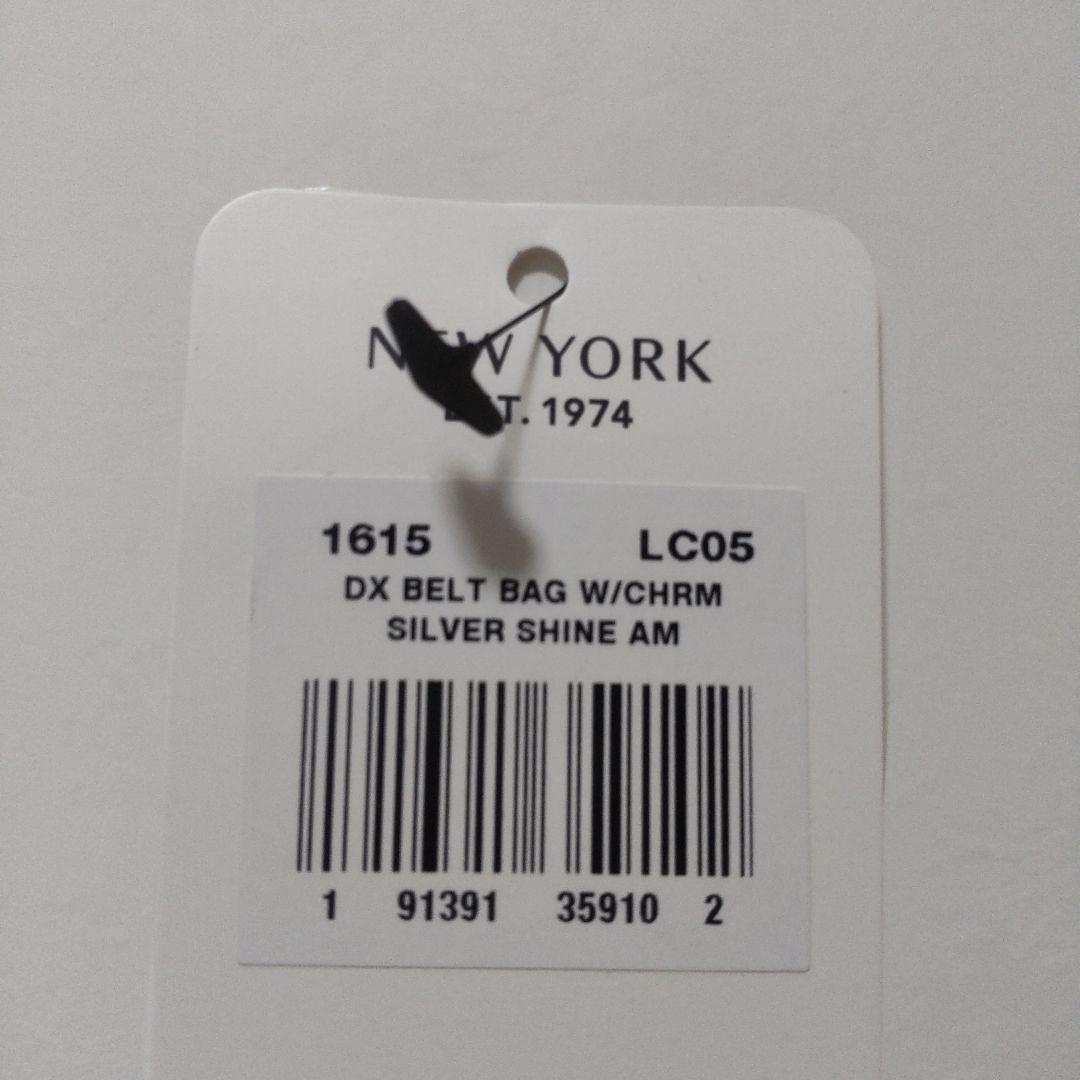 NEW YORK
EST. 1974
1615 LC05
DX BELT BAG W/CHRM
SILVER SHINE AM
1 91391 35910 2